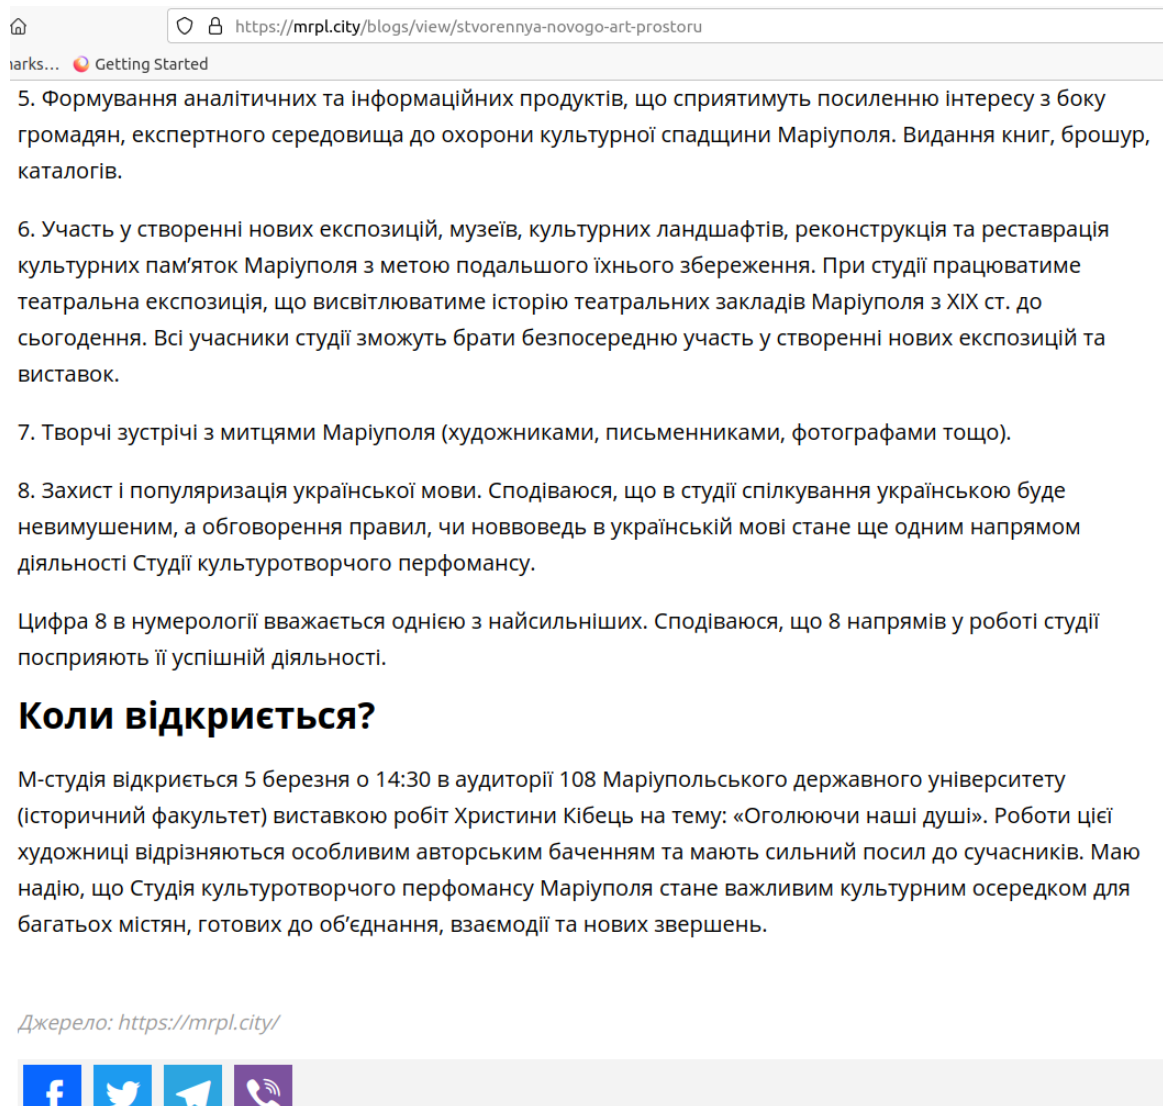 https://mrpl.city/blogs/view/stvorennya-novogo-art-prostoru
arks... Getting Started
5. Формування аналітичних та інформаційних продуктів, що сприятимуть посиленню інтересу з боку
громадян, експертного середовища до охорони культурної спадщини Маріуполя. Видання книг, брошур,
каталогів.
6. Участь у створенні нових експозицій, музеїв, культурних ландшафтів, реконструкція та реставрація
культурних пам’яток Маріуполя з метою подальшого їхнього збереження. При студії працюватиме
театральна експозиція, що висвітлюватиме історію театральних закладів Маріуполя з XIX ст. до
сьогодення. Всі учасники студії зможуть брати безпосередню участь у створенні нових експозицій та
виставок.
7. Творчі зустрічі з митцями Маріуполя (художниками, письменниками, фотографами тощо).
8. Захист і популяризація української мови. Сподіваюся, що в студії спілкування українською буде
невимушеним, а обговорення правил, чи новвоведь в українській мові стане ще одним напрямом
діяльності Студії культуротворчого перфомансу.
Цифра 8 в нумерології вважається однією з найсильніших. Сподіваюся, що 8 напрямів у роботі студії
посприяють її успішній діяльності.
Коли відкриється?
М-студія відкриється 5 березня о 14:30 в аудиторії 108 Маріупольського державного університету
(історичний факультет) виставкою робіт Христини Кібець на тему: «Оголюючи наші душі». Роботи цієї
художниці відрізняються особливим авторським баченням та мають сильний посил до сучасників. Маю
надію, що Студія культуротворчого перфомансу Маріуполя стане важливим культурним осередком для
багатьох містян, готових до об’єднання, взаємодії та нових звершень.
Джерело: https://mrpl.city/